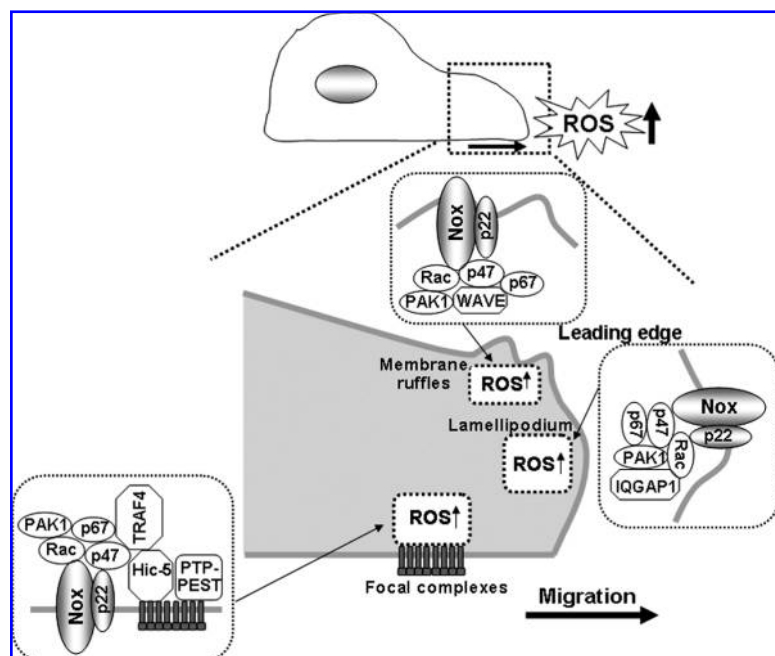 ROS
Nox
p22
Rac
p47
p67
PAK1
WAVE
Leading edge
Membrane
ruffles
ROS
Lamellipodium
ROS
Nox
p22
p67
p47
Rac
PAK1
IQGAP1
ROS
Focal complexes
TRAF4
PAK1
p67
Rac
p47
Hic-5
PTP-
PEST
Nox
p22
Migration